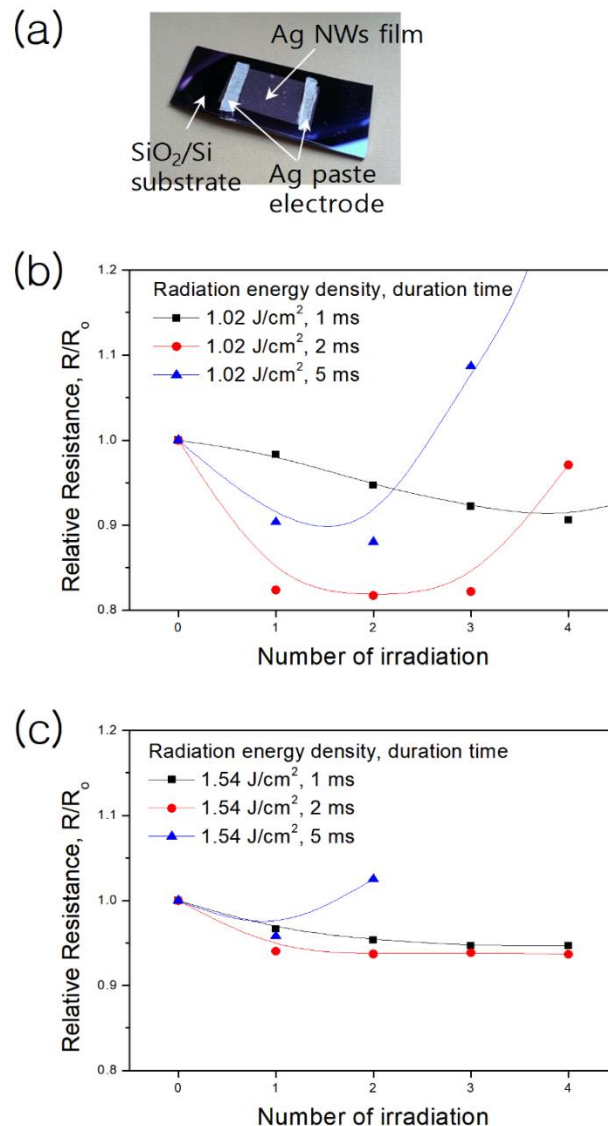 (a)
Ag NWs film
SiO₂/Si
substrate
Ag paste
electrode
(b)
Relative Resistance, R/Rₒ
1.2
1.1
1.0
0.9
0.8
Radiation energy density, duration time
1.02 J/cm², 1 ms
1.02 J/cm², 2 ms
1.02 J/cm², 5 ms
0 1 2 3 4
Number of irradiation
(c)
Relative Resistance, R/Rₒ
1.2
1.1
1.0
0.9
0.8
Radiation energy density, duration time
1.54 J/cm², 1 ms
1.54 J/cm², 2 ms
1.54 J/cm², 5 ms
0 1 2 3 4
Number of irradiation